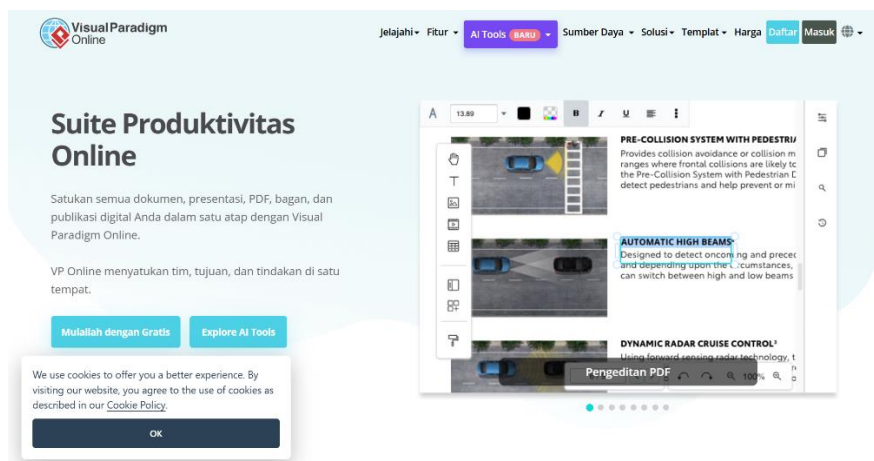 VisualParadigm
Online
Jelajahi Fitur AI Tools BARU Sumber Daya Solusi Templat Harga Daftar Masuk
Suite Produktivitas
Online
Satukan semua dokumen, presentasi, PDF, bagan, dan
publikasi digital Anda dalam satu atap dengan Visual
Paradigm Online.
VP Online menyatukan tim, tujuan, dan tindakan di satu
tempat.
Mulailah dengan Gratis Explore AI Tools
We use cookies to offer you a better experience. By
visiting our website, you agree to the use of cookies as
described in our Cookie Policy.
OK
A 13.89 B I U
PRE-COLLISION SYSTEM WITH PEDESTRI
Provides collision avoidance or collision m
ranges where frontal collisions are likely to
the Pre-Collision System with Pedestrian D
detect pedestrians and help prevent or mi
AUTOMATIC HIGH BEAMS
Designed to detect oncoming and preced
and depending upon the circumstances,
can switch between high and low beams
DYNAMIC RADAR CRUISE CONTROL³
Using forward sensing radar technology, t
Pengeditan PDF
100%